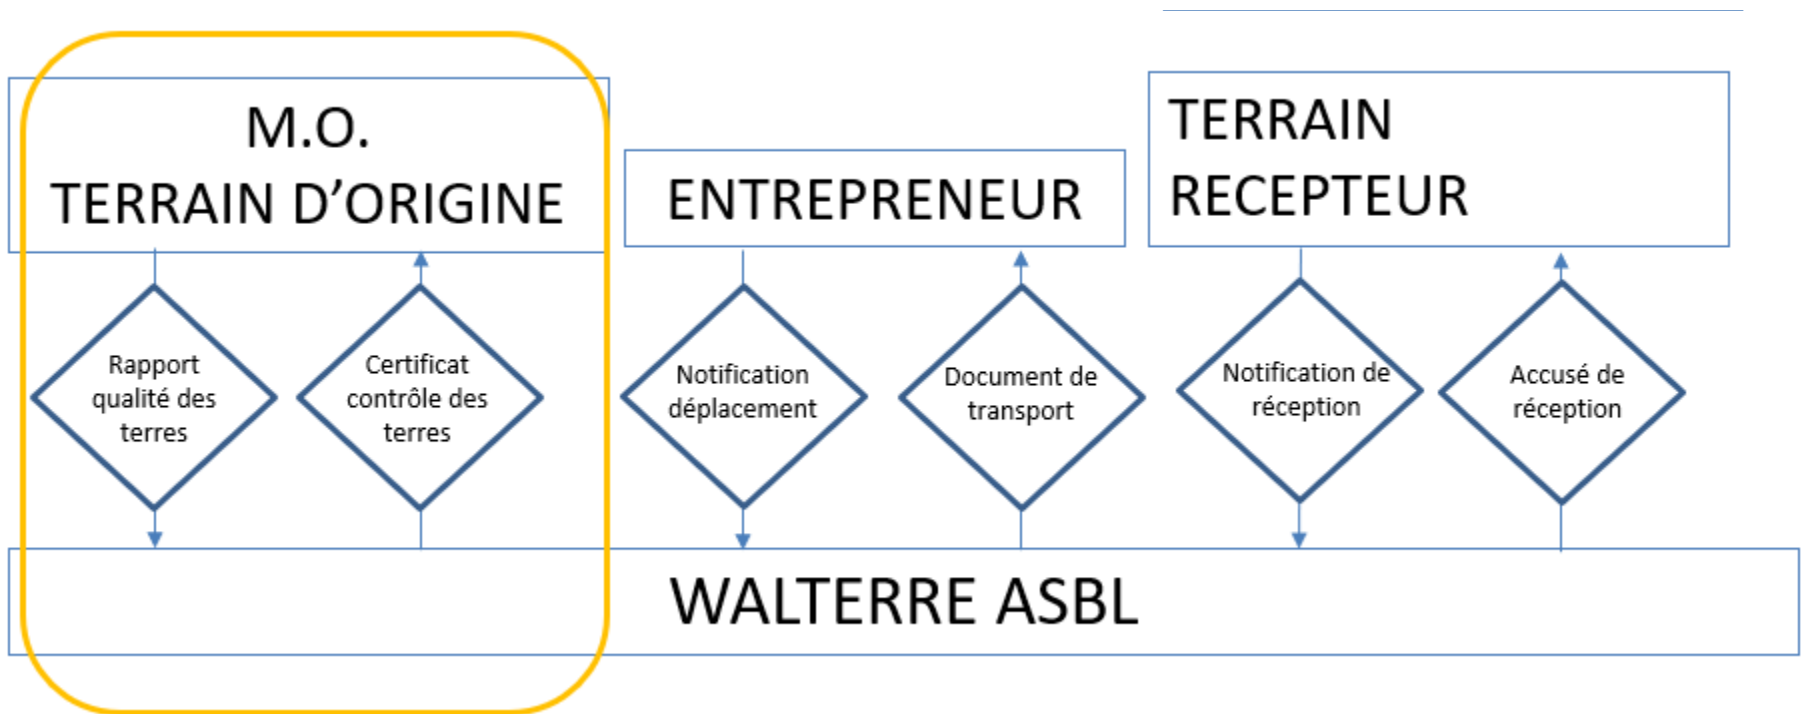 M.O.
TERRAIN D’ORIGINE
ENTREPRENEUR
TERRAIN
RECEPTEUR
Rapport
qualité des
terres
Certificat
contrôle des
terres
Notification
déplacement
Document de
transport
Notification de
réception
Accusé de
réception
WALTERRE ASBL